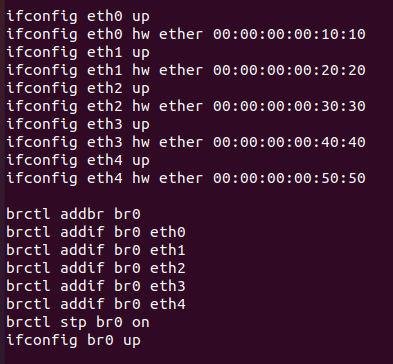 ifconfig eth0 up
ifconfig eth0 hw ether 00:00:00:00:10:10
ifconfig eth1 up
ifconfig eth1 hw ether 00:00:00:00:20:20
ifconfig eth2 up
ifconfig eth2 hw ether 00:00:00:00:30:30
ifconfig eth3 up
ifconfig eth3 hw ether 00:00:00:00:40:40
ifconfig eth4 up
ifconfig eth4 hw ether 00:00:00:00:50:50

brctl addbr br0
brctl addif br0 eth0
brctl addif br0 eth1
brctl addif br0 eth2
brctl addif br0 eth3
brctl addif br0 eth4
brctl stp br0 on
ifconfig br0 up